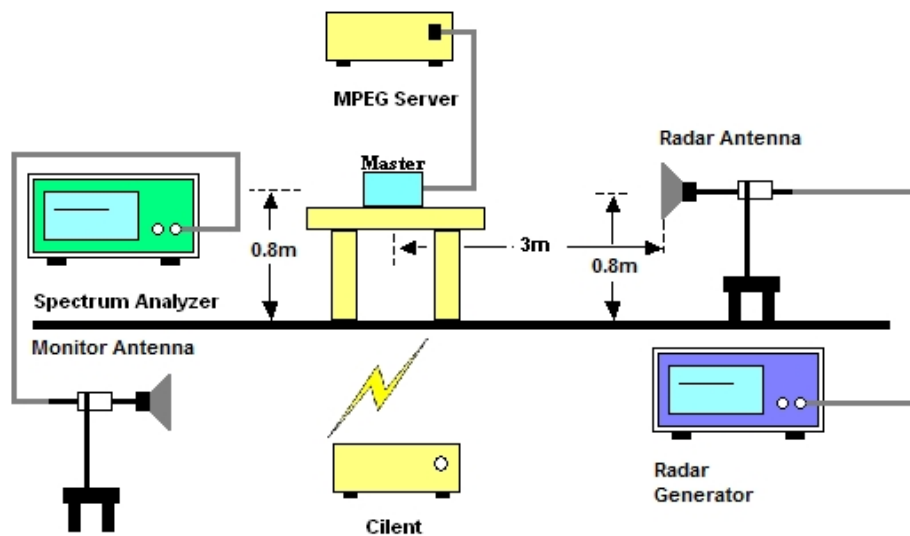 MPEG Server
Master
Radar Antenna
3m
0.8m
0.8m
Spectrum Analyzer
Monitor Antenna
Radar
Generator
Cilent